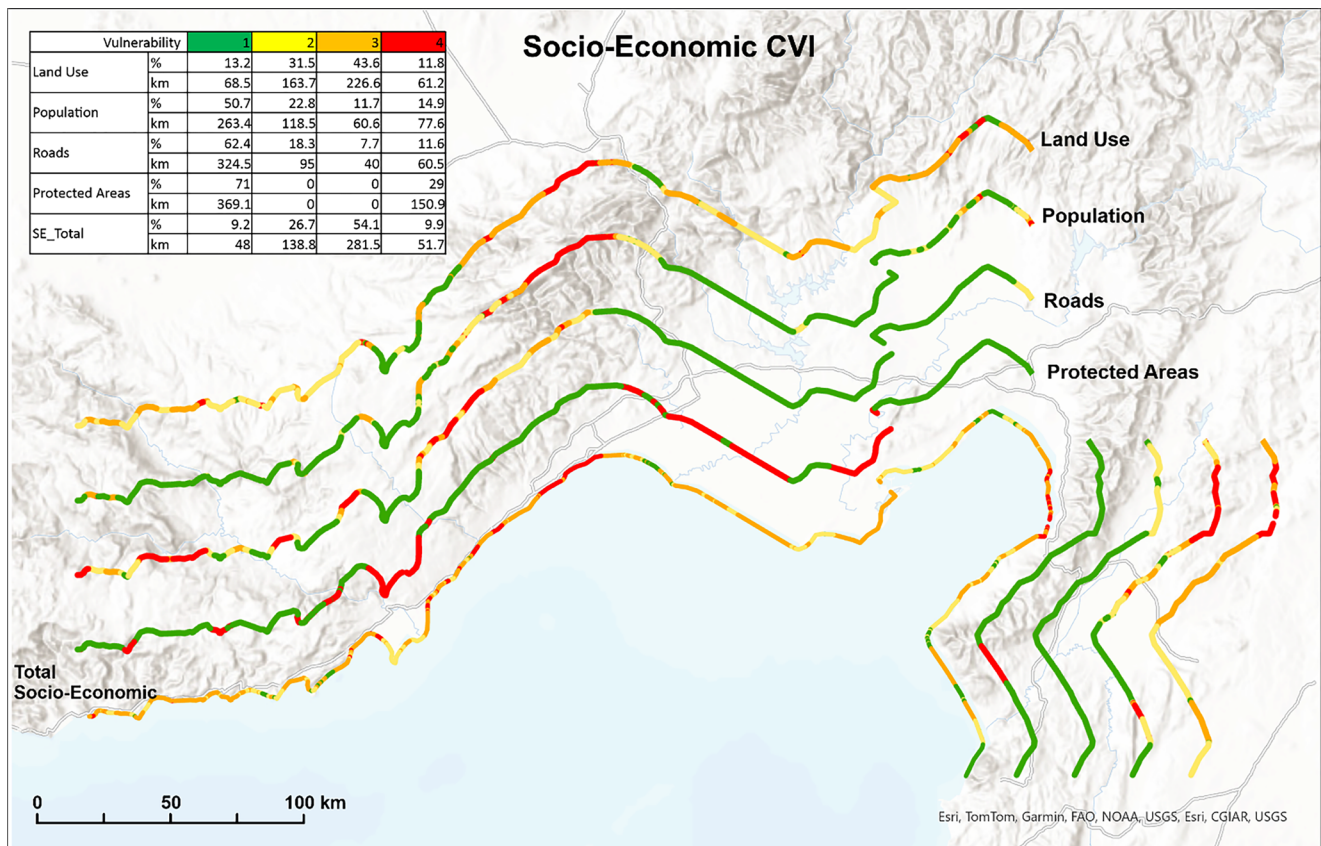 Socio-Economic CVI
Vulnerability 1 2 3 4
Land Use % 13.2 31.5 43.6 11.8
km 68.5 163.7 226.6 61.2
Population % 50.7 22.8 11.7 14.9
km 263.4 118.5 60.6 77.6
Roads % 62.4 18.3 7.7 11.6
km 324.5 95 40 60.5
Protected Areas % 71 0 0 29
km 369.1 0 0 150.9
SE_Total % 9.2 26.7 54.1 9.9
km 48 138.8 281.5 51.7
Land Use
Population
Roads
Protected Areas
Total
Socio-Economic
0 50 100 km
Esri, TomTom, Garmin, FAO, NOAA, USGS, Esri, CGIAR, USGS